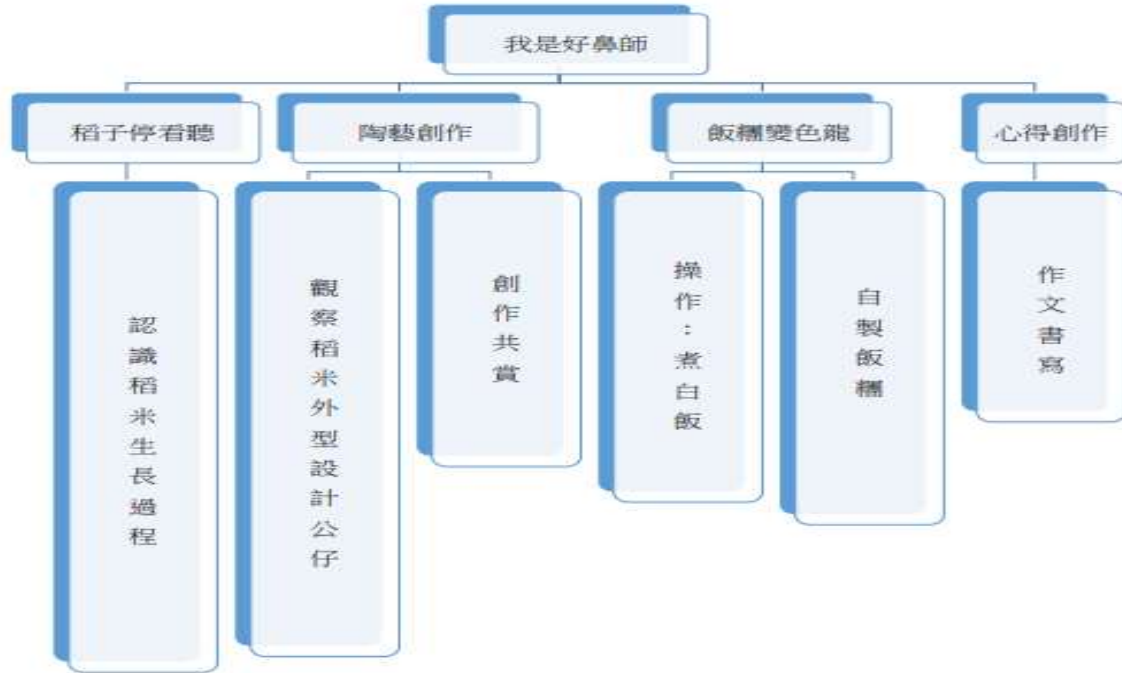 我是好鼻師
稻子停看聽
陶藝創作
飯糰變色龍
心得創作
認識稻米生長過程
觀察稻米外型設計公仔
創作共賞
操作：煮白飯
自製飯糰
作文書寫